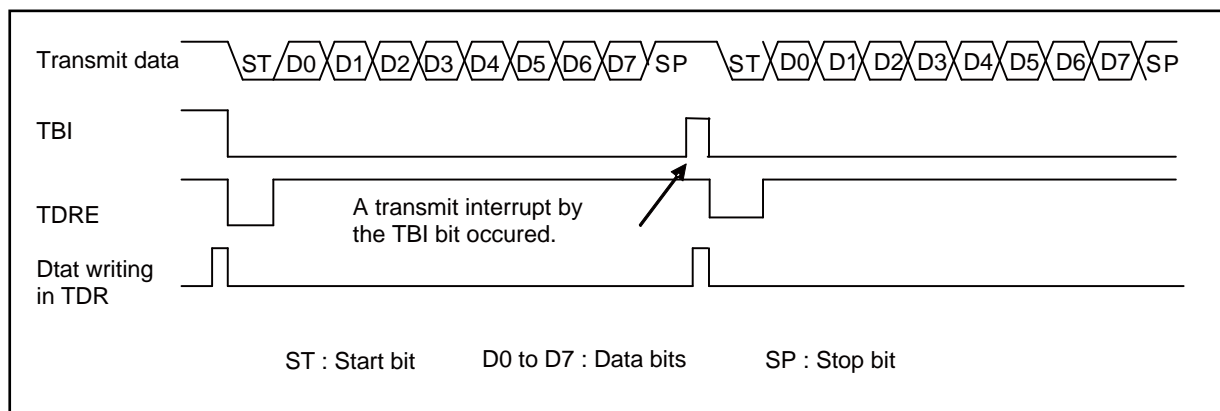 Transmit data
ST D0 D1 D2 D3 D4 D5 D6 D7 SP ST D0 D1 D2 D3 D4 D5 D6 D7 SP
TBI
TDRE
A transmit interrupt by
the TBI bit occured.
Dtat writing
in TDR
ST : Start bit D0 to D7 : Data bits SP : Stop bit